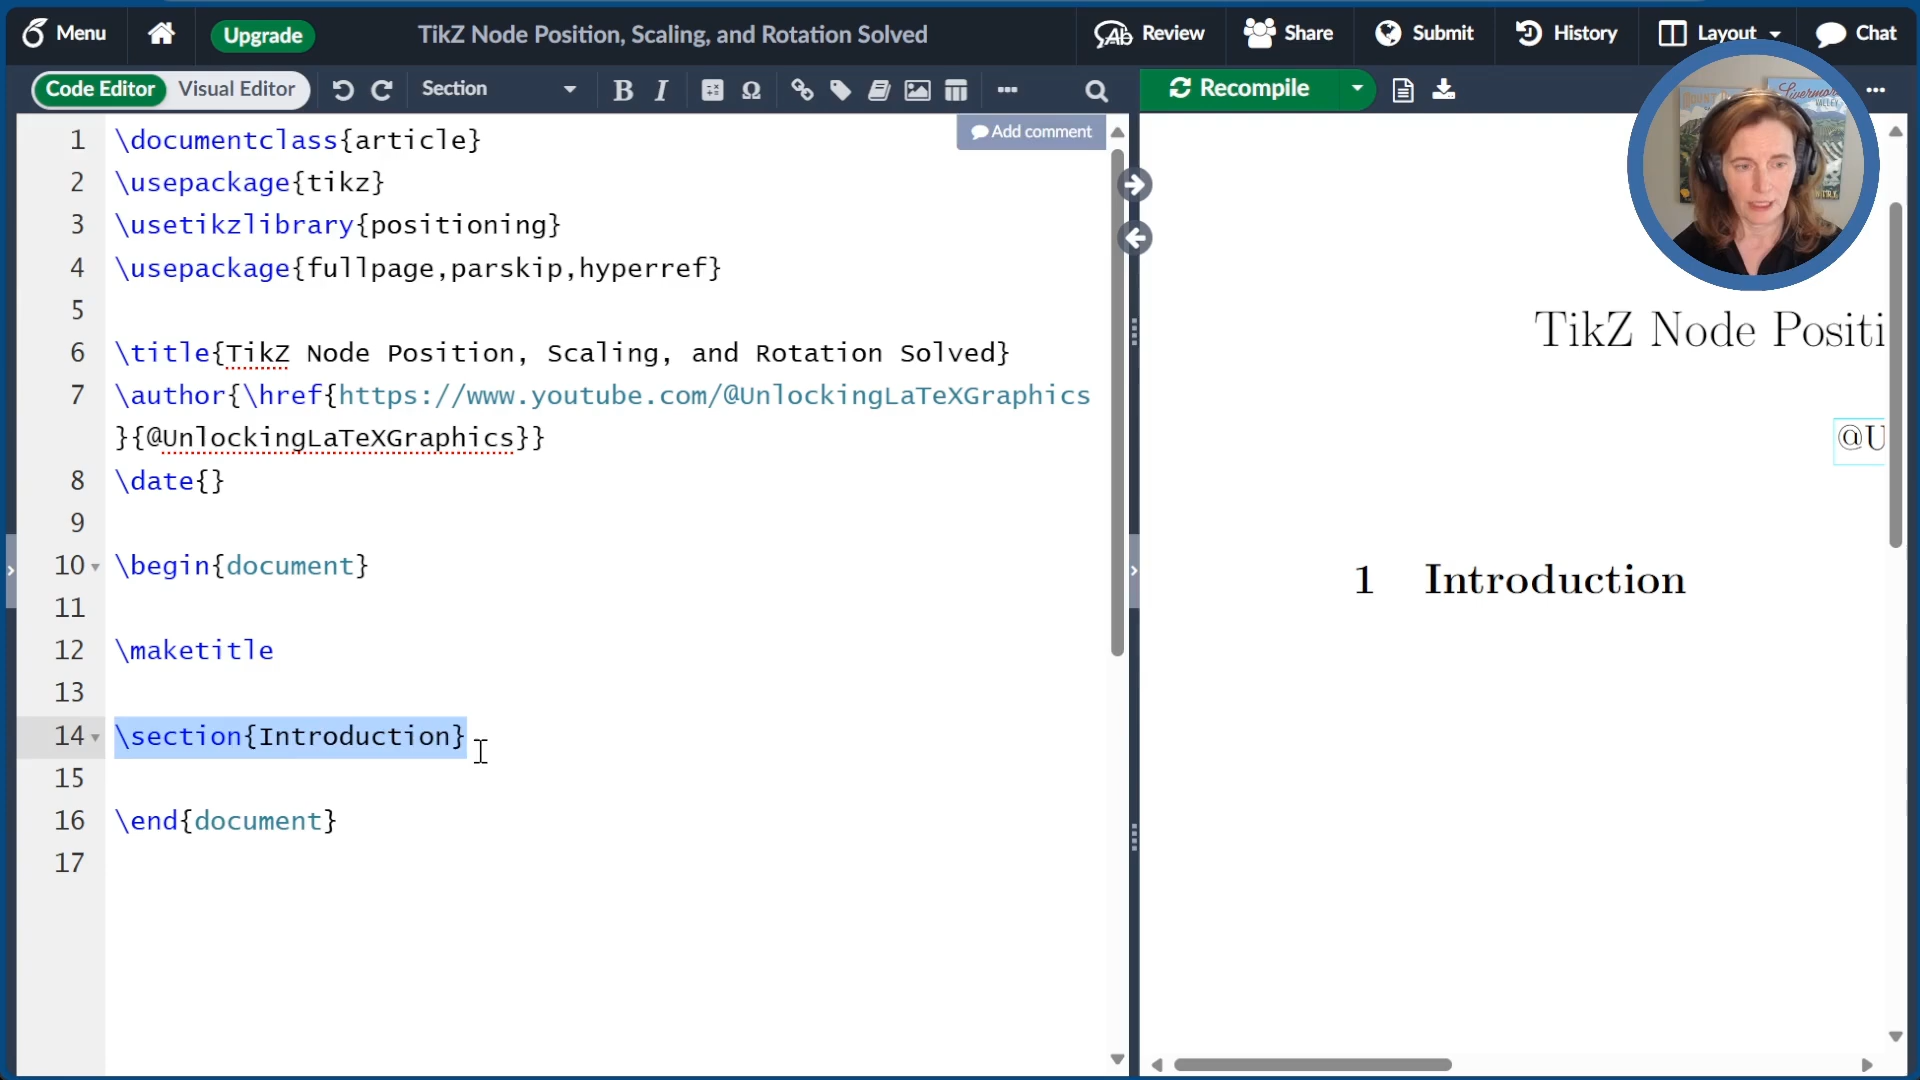 Menu
Upgrade
TikZ Node Position, Scaling, and Rotation Solved
Review
Share
Submit
History
Layout
Chat
Code Editor
Visual Editor
Section
B I
Ω
Recompile
Add comment
1 \documentclass{article}
2 \usepackage{tikz}
3 \usetikzlibrary{positioning}
4 \usepackage{fullpage,parskip,hyperref}
5
6 \title{TikZ Node Position, Scaling, and Rotation Solved}
7 \author{\href{https://www.youtube.com/@UnlockingLaTeXGraphics
}{@UnlockingLaTeXGraphics}}
8 \date{}
9
10 \begin{document}
11
12 \maketitle
13
14 \section{Introduction}
15
16 \end{document}
17
TikZ Node Positi
@U
1 Introduction
Livermore
VALLEY